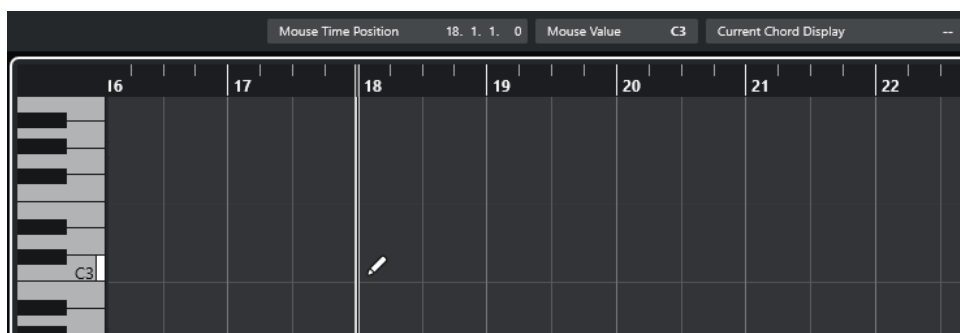 Mouse Time Position 18. 1. 1. 0 Mouse Value C3 Current Chord Display --
16 17 18 19 20 21 22
C3